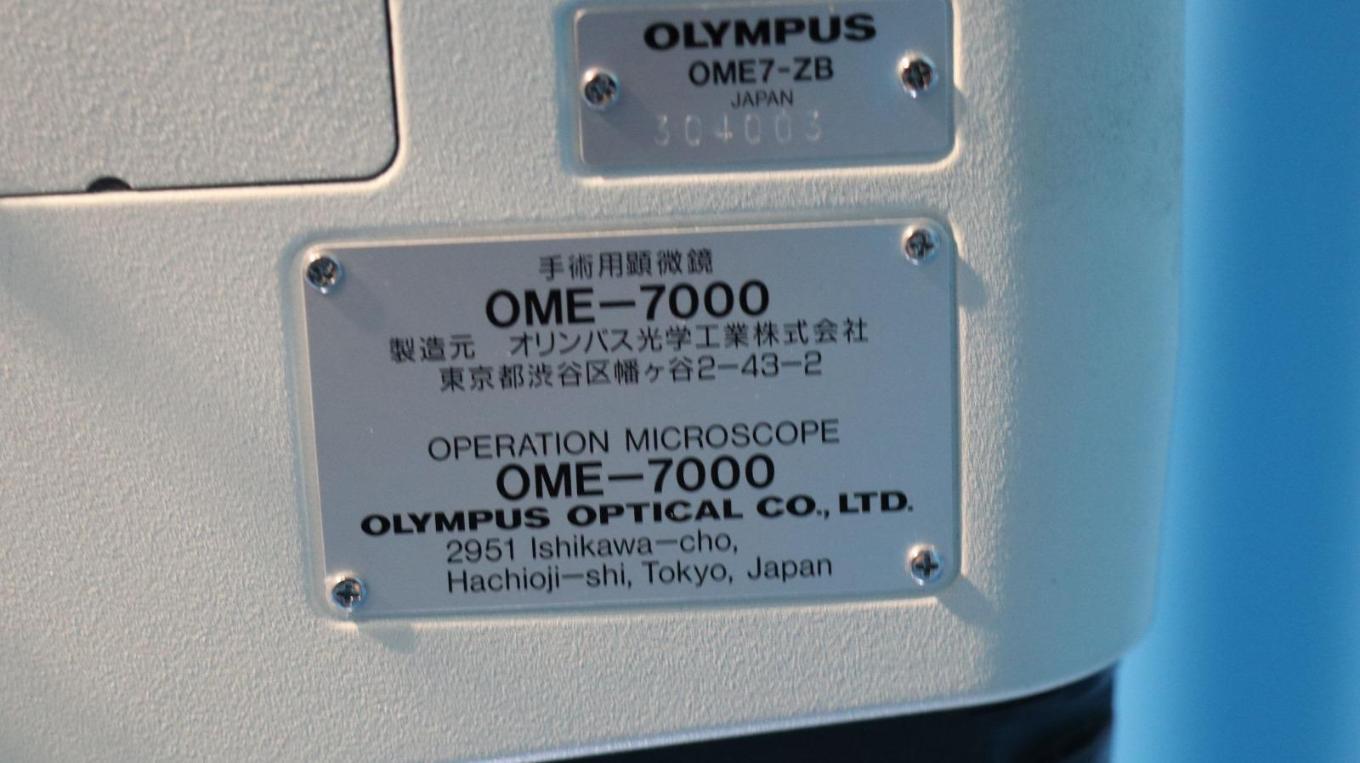 OLYMPUS
OME7-ZB
JAPAN
304003
手術用顕微鏡
OME-7000
製造元 オリンパス光学工業株式会社
東京都渋谷区幡ヶ谷2-43-2
OPERATION MICROSCOPE
OME-7000
OLYMPUS OPTICAL CO., LTD.
2951 Ishikawa-cho,
Hachioji-shi, Tokyo, Japan